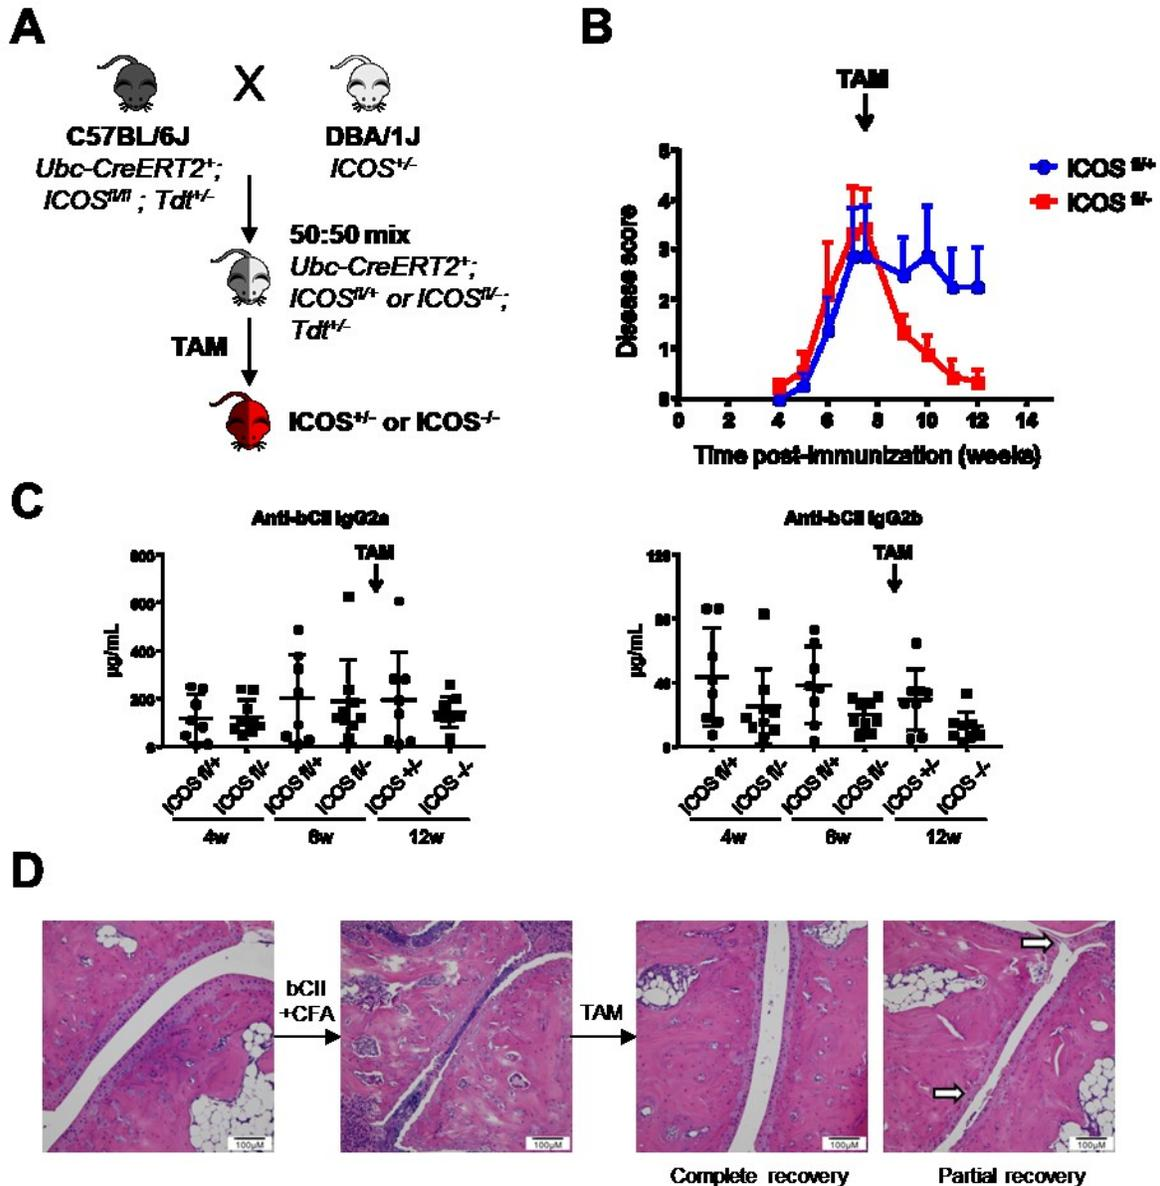 A
C57BL/6J
Ubc-CreERT2+;
ICOSfl/fl ; Tdt+/-
X
DBA/1J
ICOS+/-
50:50 mix
Ubc-CreERT2+;
ICOSfl/+ or ICOSfl/-;
Tdt+/-
TAM
ICOS+/- or ICOS-/-
B
TAM
ICOS fl/+
ICOS fl/-
Disease score
5
4
3
2
1
0
0 2 4 6 8 10 12 14
Time post-immunization (weeks)
C
Anti-bCII IgG2a
TAM
µg/mL
800
600
400
200
0
ICOS fl/+ ICOS fl/- ICOS fl/+ ICOS fl/- ICOS +/- ICOS -/-
4w 6w 12w
Anti-bCII IgG2b
TAM
µg/mL
120
80
40
0
ICOS fl/+ ICOS fl/- ICOS fl/+ ICOS fl/- ICOS +/- ICOS -/-
4w 6w 12w
D
bCII
+CFA
TAM
100µM
100µM
100µM
100µM
Complete recovery
Partial recovery